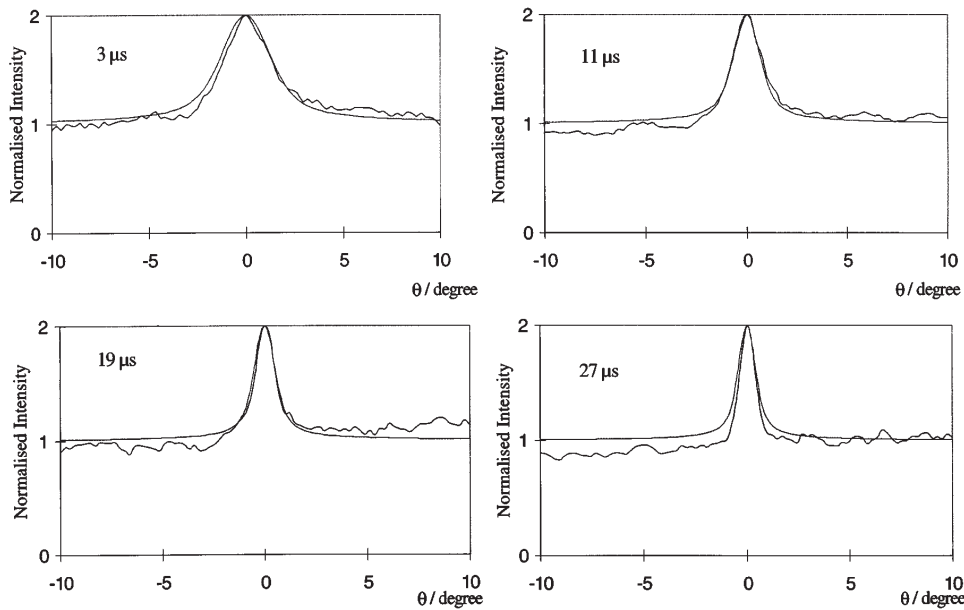 2
3 μs
Normalised Intensity
1
0
-10 -5 0 5 10
θ / degree
2
11 μs
Normalised Intensity
1
0
-10 -5 0 5 10
θ / degree
2
19 μs
Normalised Intensity
1
0
-10 -5 0 5 10
θ / degree
2
27 μs
Normalised Intensity
1
0
-10 -5 0 5 10
θ / degree